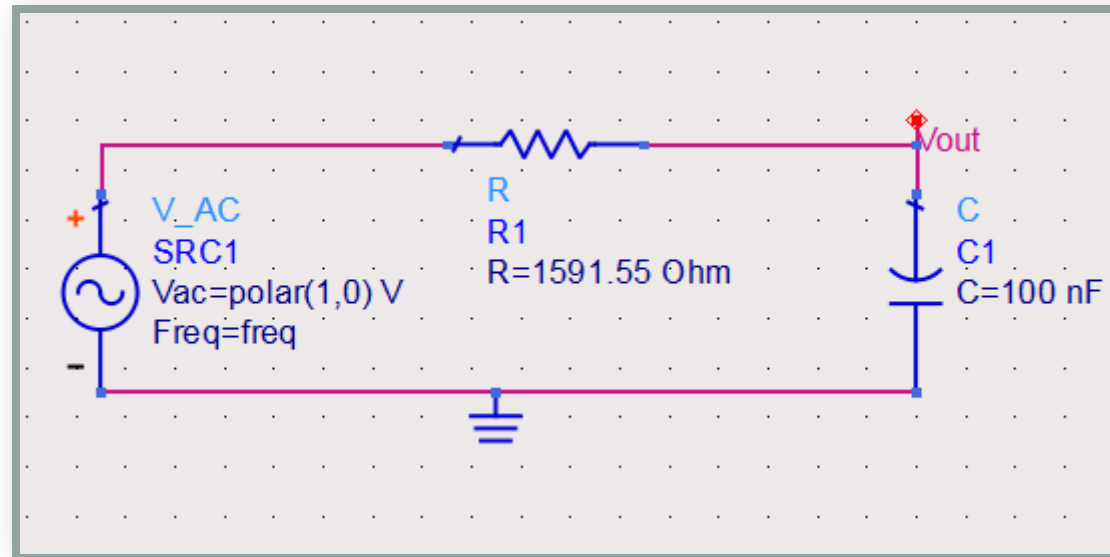 Vout
V_AC
SRC1
Vac=polar(1,0) V
Freq=freq
R
R1
R=1591.55 Ohm
C
C1
C=100 nF
+
-